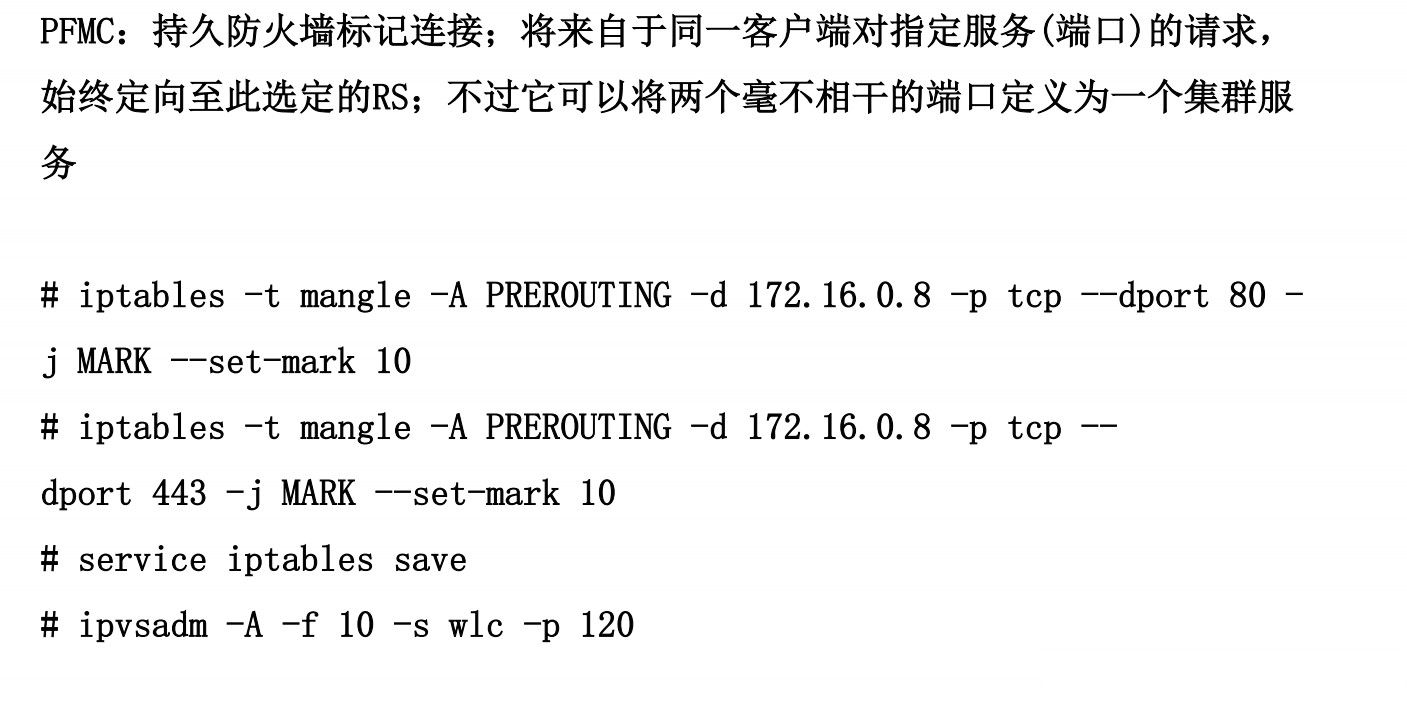 PFMC：持久防火墙标记连接；将来自于同一客户端对指定服务(端口)的请求，
始终定向至此选定的RS；不过它可以将两个毫不相干的端口定义为一个集群服
务
# iptables -t mangle -A PREROUTING -d 172.16.0.8 -p tcp --dport 80 -
j MARK --set-mark 10
# iptables -t mangle -A PREROUTING -d 172.16.0.8 -p tcp --
dport 443 -j MARK --set-mark 10
# service iptables save
# ipvsadm -A -f 10 -s wlc -p 120